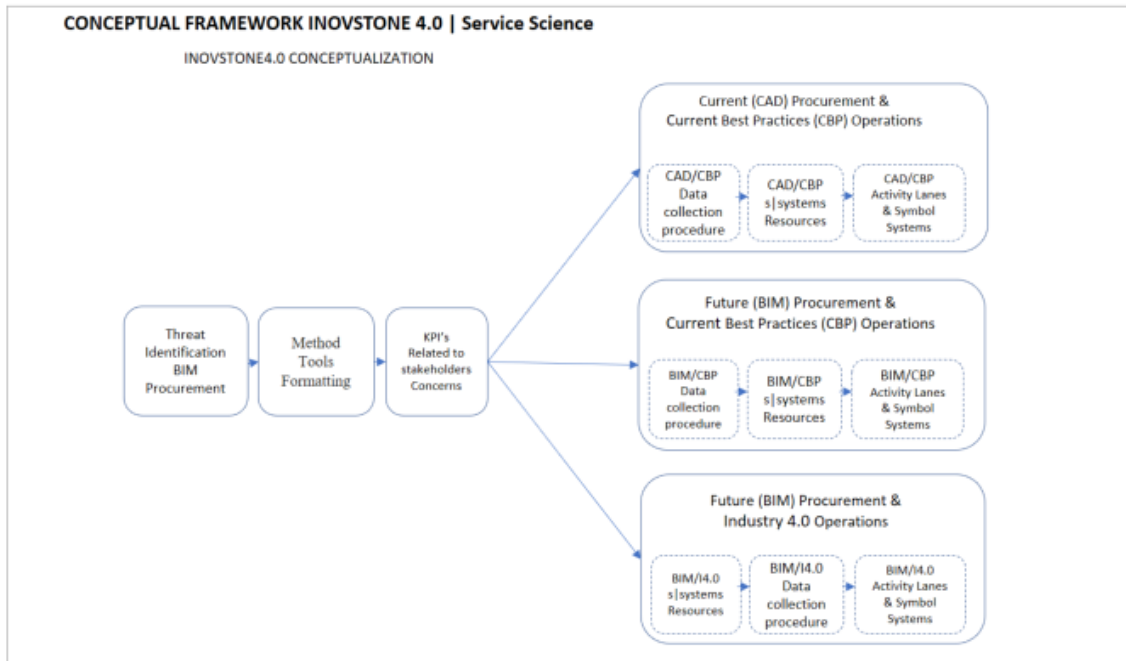 CONCEPTUAL FRAMEWORK INOVSTONE 4.0 | Service Science
INOVSTONE4.0 CONCEPTUALIZATION
Threat
Identification
BIM
Procurement
Method
Tools
Formatting
KPI's
Related to
stakeholders
Concerns
Current (CAD) Procurement &
Current Best Practices (CBP) Operations
CAD/CBP
Data
collection
procedure
CAD/CBP
s|systems
Resources
CAD/CBP
Activity Lanes
& Symbol
Systems
Future (BIM) Procurement &
Current Best Practices (CBP) Operations
BIM/CBP
Data
collection
procedure
BIM/CBP
s|systems
Resources
BIM/CBP
Activity Lanes
& Symbol
Systems
Future (BIM) Procurement &
Industry 4.0 Operations
BIM/I4.0
s|systems
Resources
BIM/I4.0
Data
collection
procedure
BIM/I4.0
Activity Lanes
& Symbol
Systems